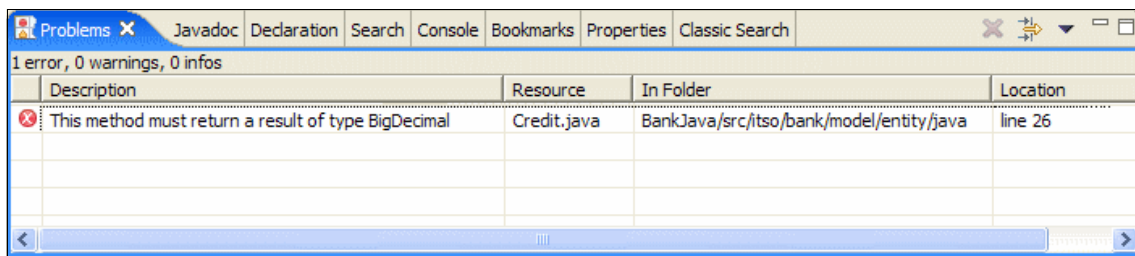 Problems Javadoc Declaration Search Console Bookmarks Properties Classic Search
1 error, 0 warnings, 0 infos
Description Resource In Folder Location
This method must return a result of type BigDecimal Credit.java BankJava/src/itso/bank/model/entity/java line 26